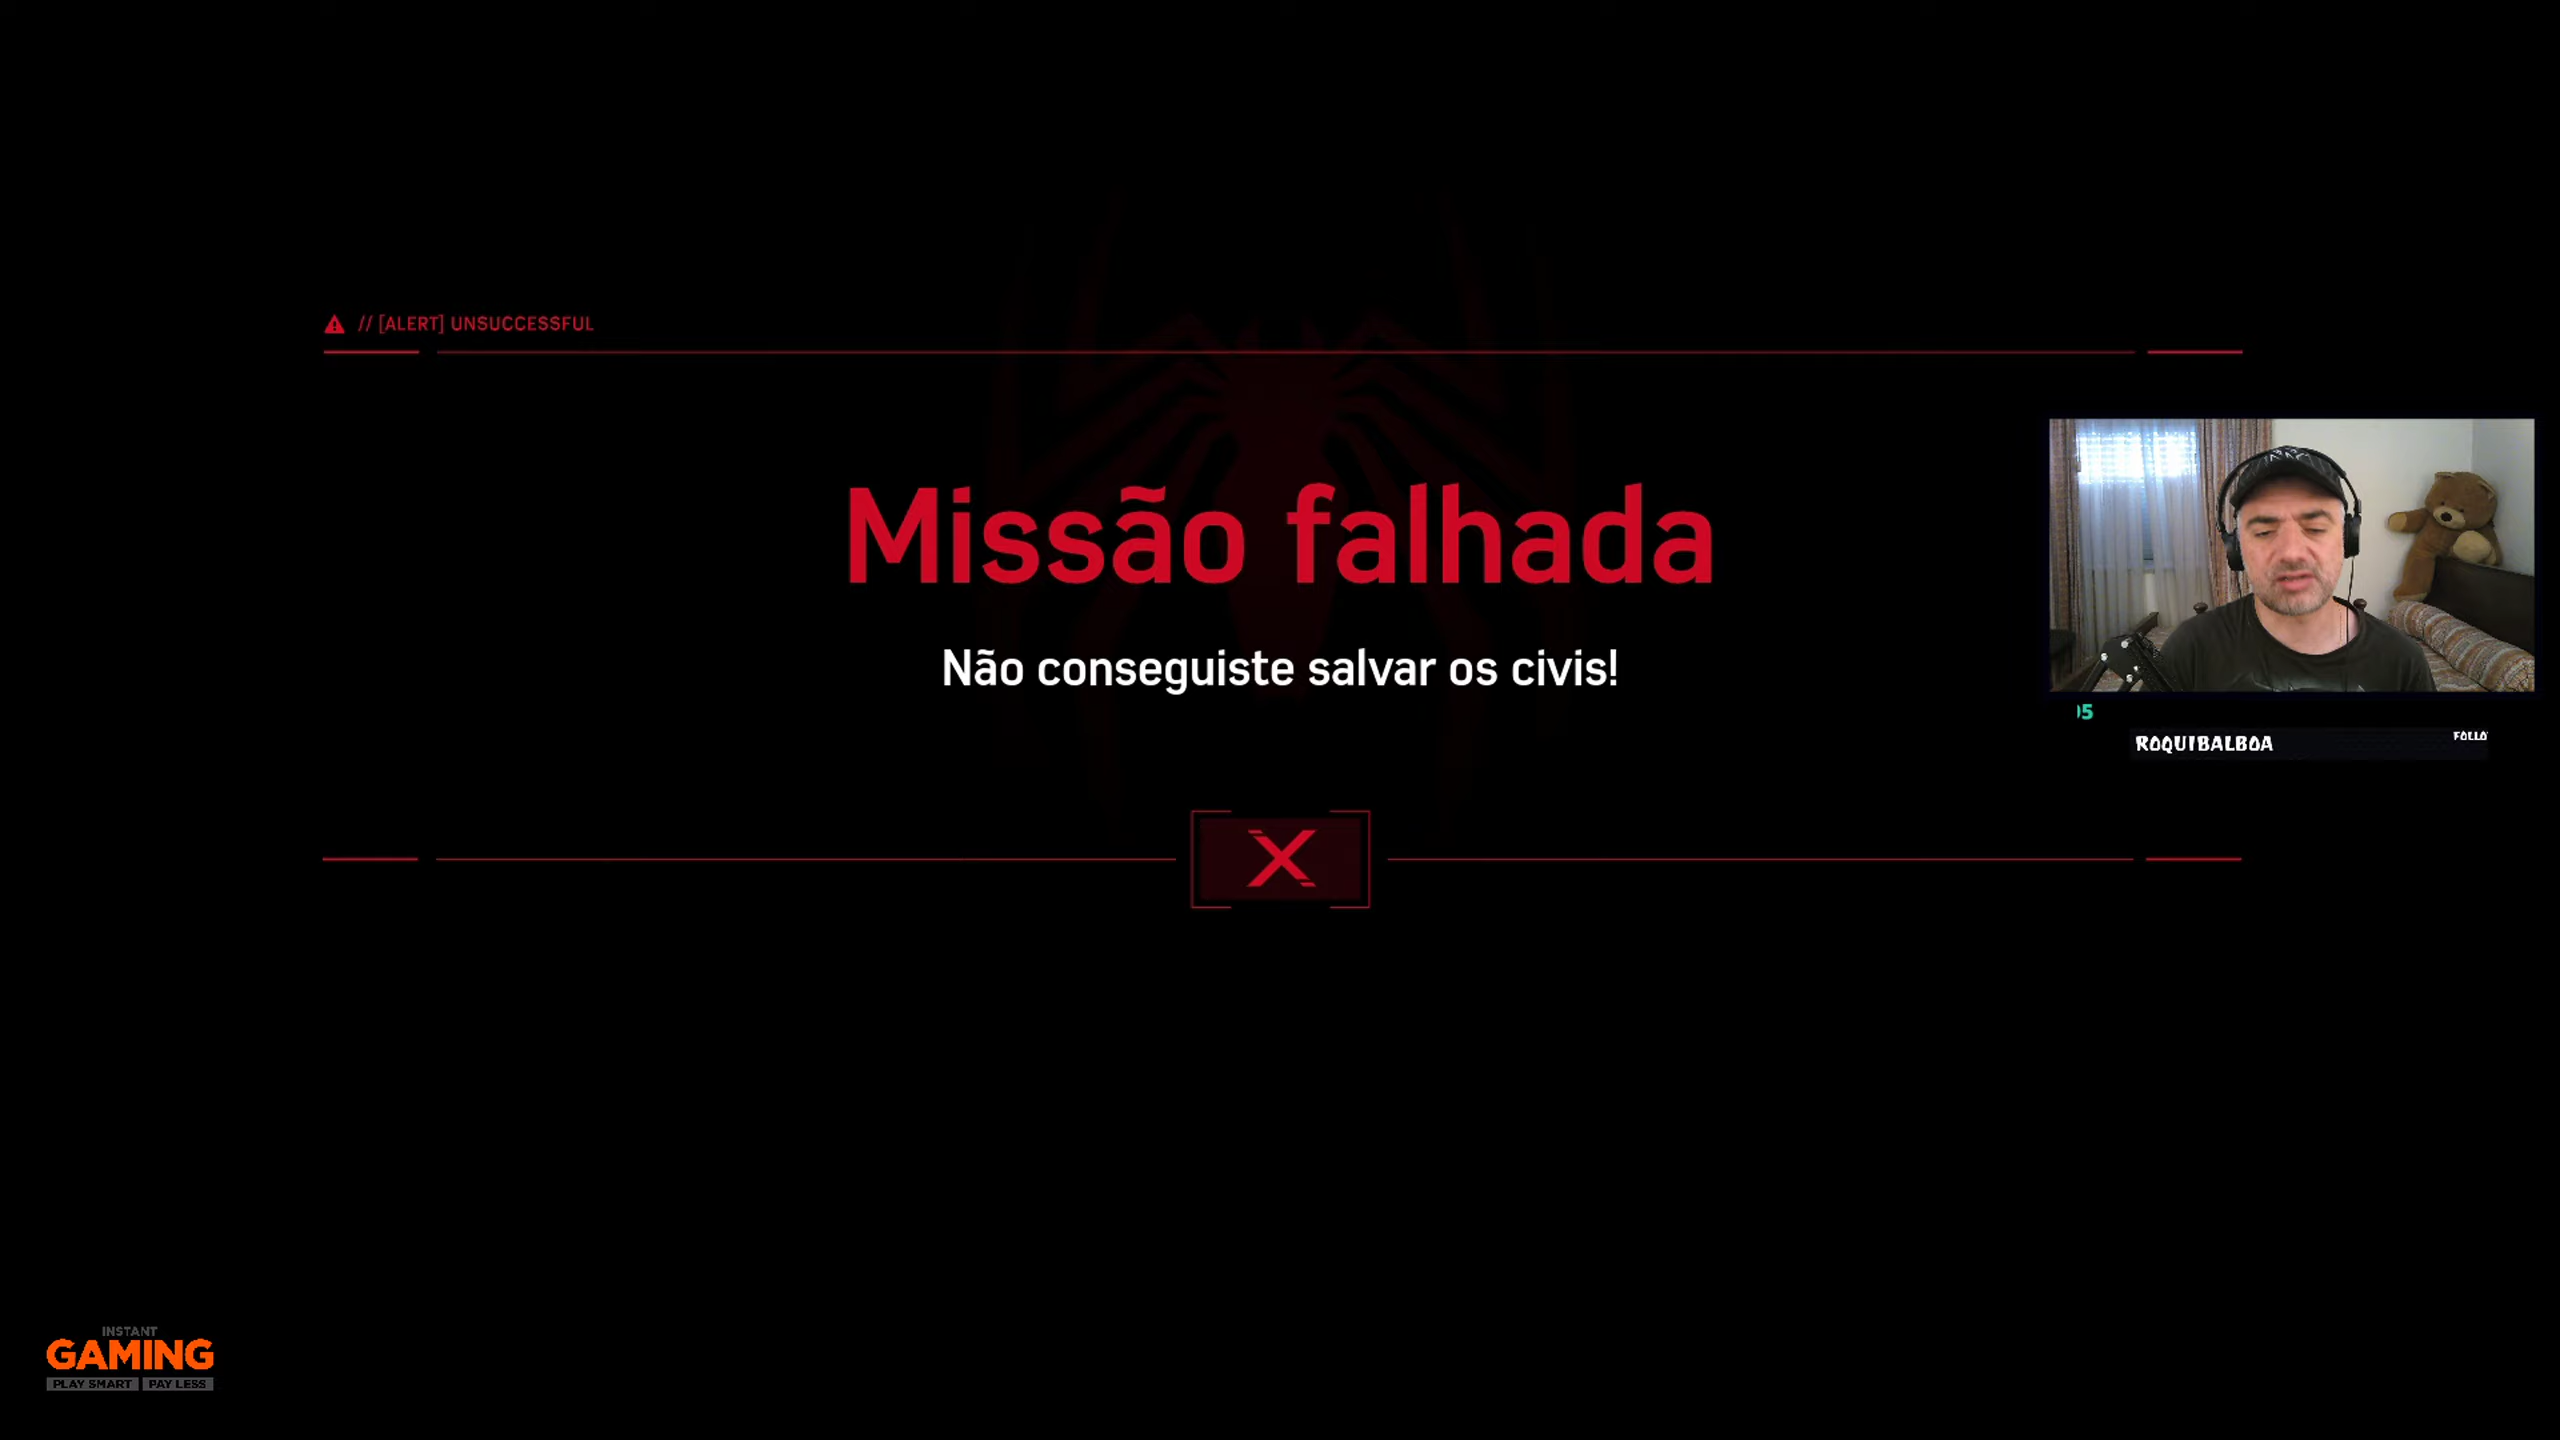 // [ALERT] UNSUCCESSFUL
Missão falhada
Não conseguiste salvar os civis!
ROQUIBALBOA
INSTANT
GAMING
PLAY SMART PAY LESS